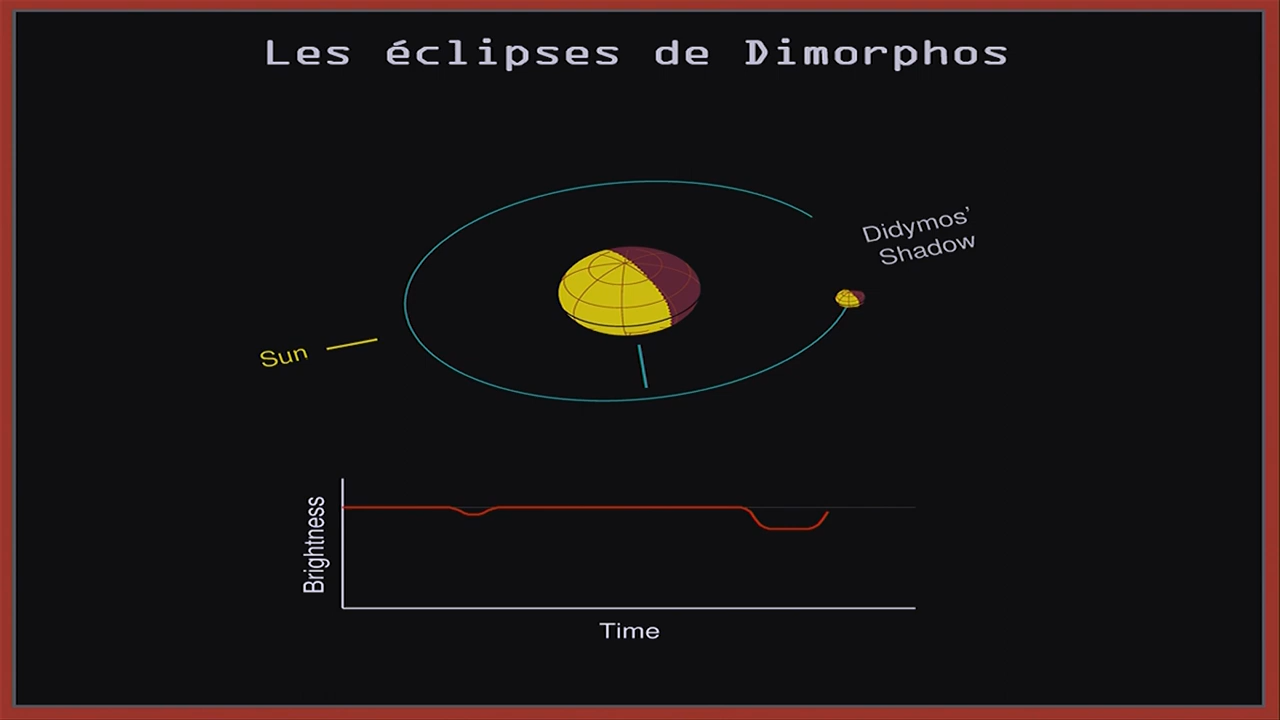 Les éclipses de Dimorphos
Didymos’
Shadow
Sun
Brightness
Time